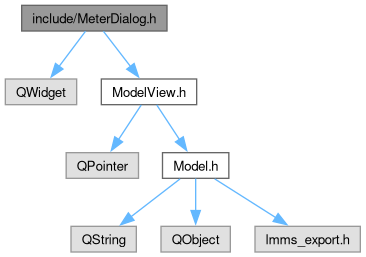 include/MeterDialog.h
QWidget
ModelView.h
QPointer
Model.h
QString
QObject
lmms_export.h